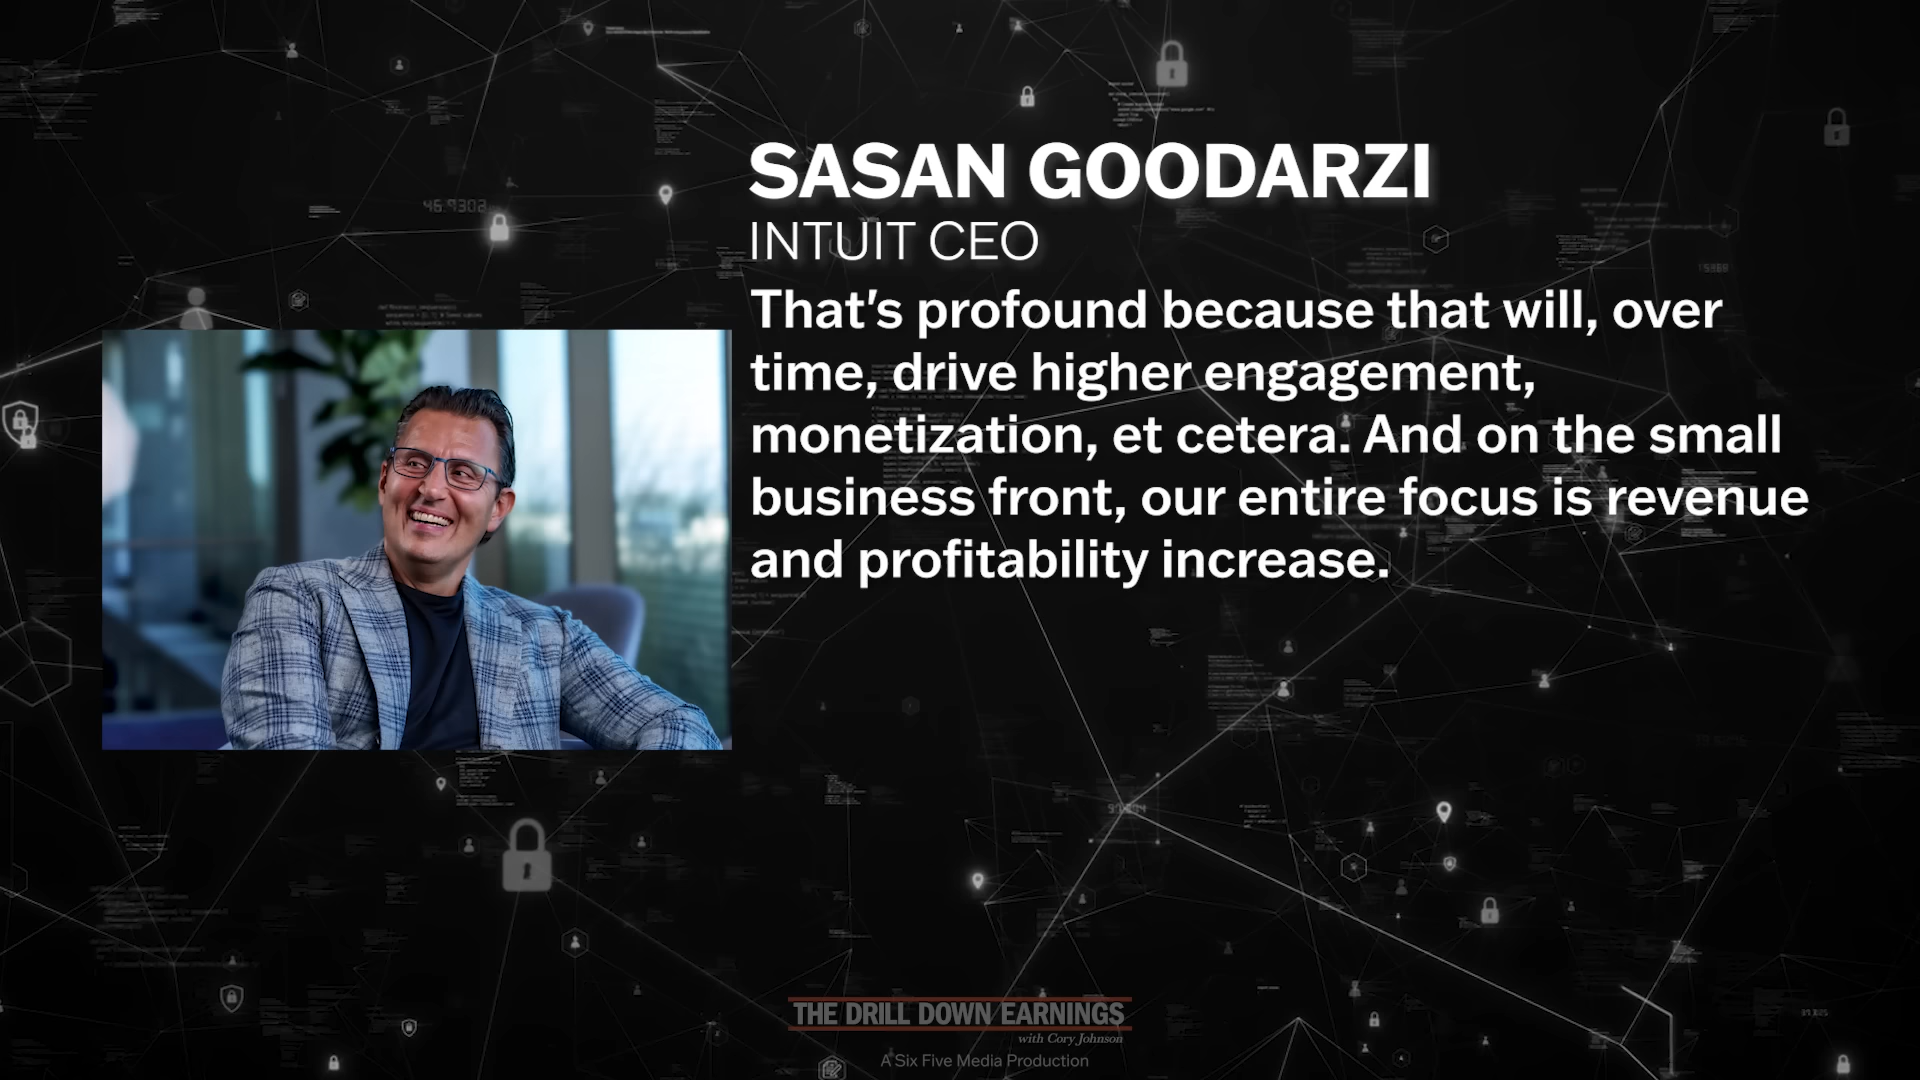 SASAN GOODARZI
INTUIT CEO
That's profound because that will, over
time, drive higher engagement,
monetization, et cetera. And on the small
business front, our entire focus is revenue
and profitability increase.
46.9302
THE DRILL DOWN EARNINGS
with Cory Johnson
A Six Five Media Production